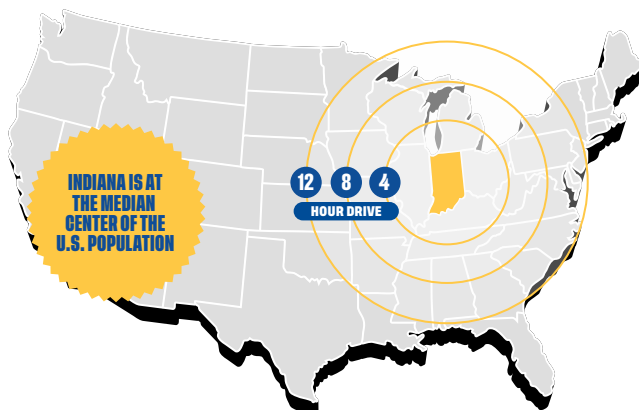 INDIANA IS AT
THE MEDIAN
CENTER OF THE
U.S. POPULATION
12 8 4
HOUR DRIVE